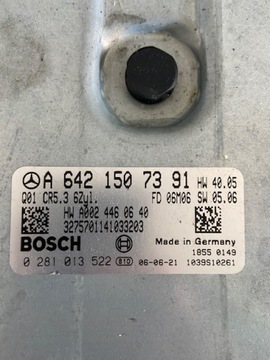 A 642 150 73 91 HW 40.05
Q01 CR5.3 6Zyl. FD 06M06 SW 05.06
HW A002 446 06 40
3275701141033203
BOSCH Made in Germany
1855 0149
0 281 013 522 810 06-06-21 1039S10261